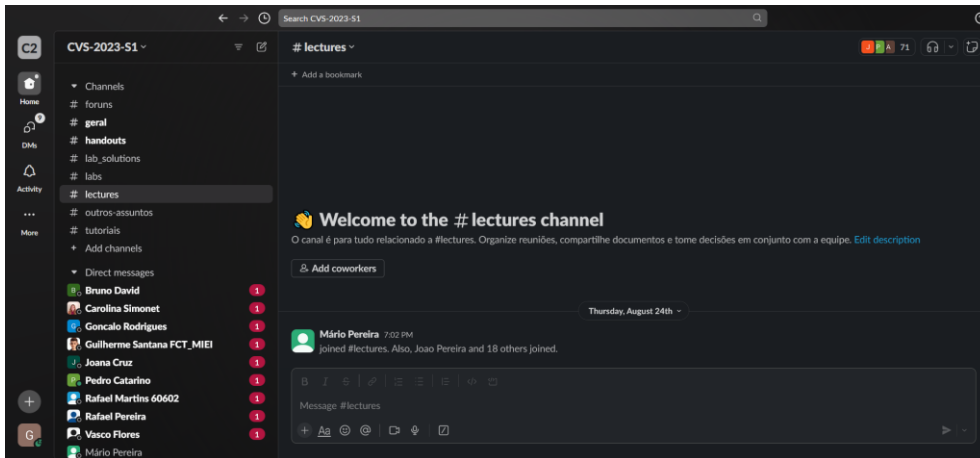 Search CVS-2023-S1
C2
Home
9
DMs
Activity
More
G
CVS-2023-S1
Channels
# foruns
# geral
# handouts
# lab_solutions
# labs
# lectures
# outros-assuntos
# tutoriais
+ Add channels
Direct messages
Bruno David 1
Carolina Simonet 1
Goncalo Rodrigues 1
Guilherme Santana FCT_MIEI 1
Joana Cruz 1
Pedro Catarino 1
Rafael Martins 60602 1
Rafael Pereira 1
Vasco Flores 1
Mário Pereira
# lectures
J P A 71
+ Add a bookmark
👋 Welcome to the # lectures channel
O canal é para tudo relacionado a #lectures. Organize reuniões, compartilhe documentos e tome decisões em conjunto com a equipe. Edit description
Add coworkers
Thursday, August 24th
Mário Pereira 7:02 PM
joined #lectures. Also, Joao Pereira and 18 others joined.
B I S
Message #lectures
+ Aa @